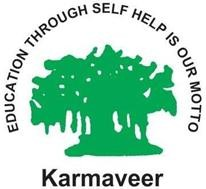 EDUCATION THROUGH SELF HELP IS OUR MOTTO
Karmaveer